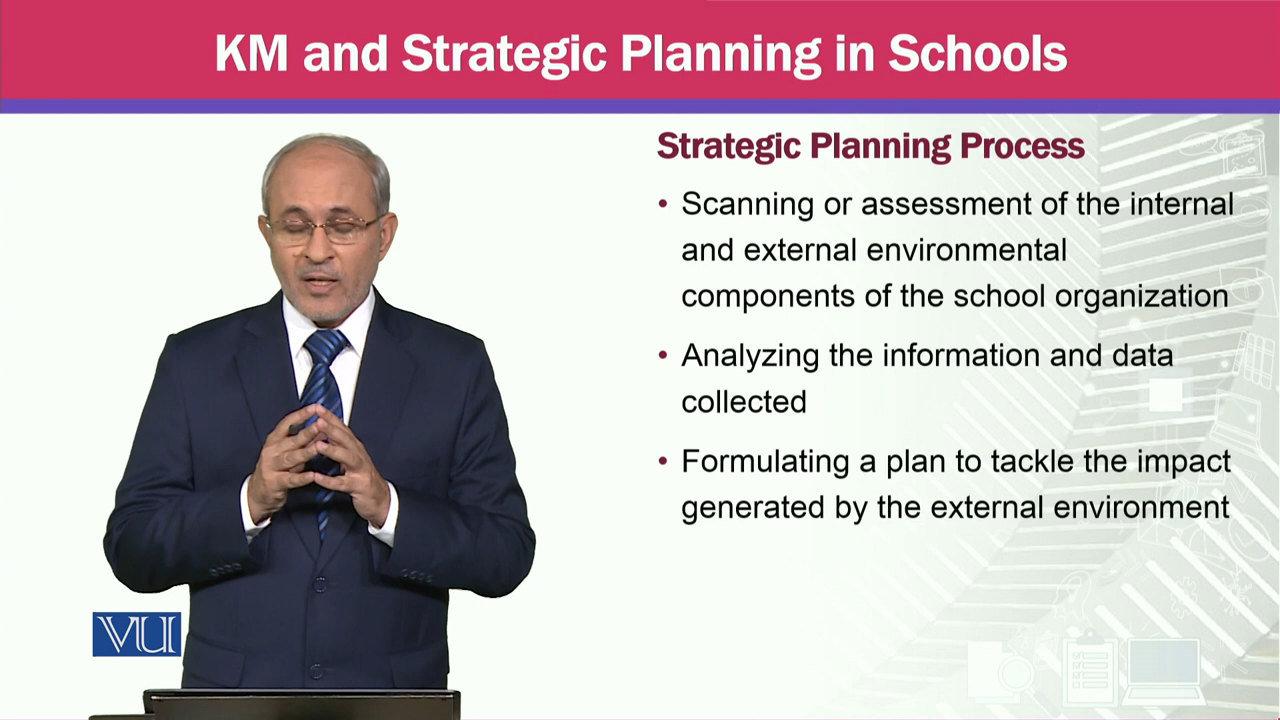 KM and Strategic Planning in Schools
Strategic Planning Process
• Scanning or assessment of the internal
and external environmental
components of the school organization
• Analyzing the information and data
collected
• Formulating a plan to tackle the impact
generated by the external environment
VU